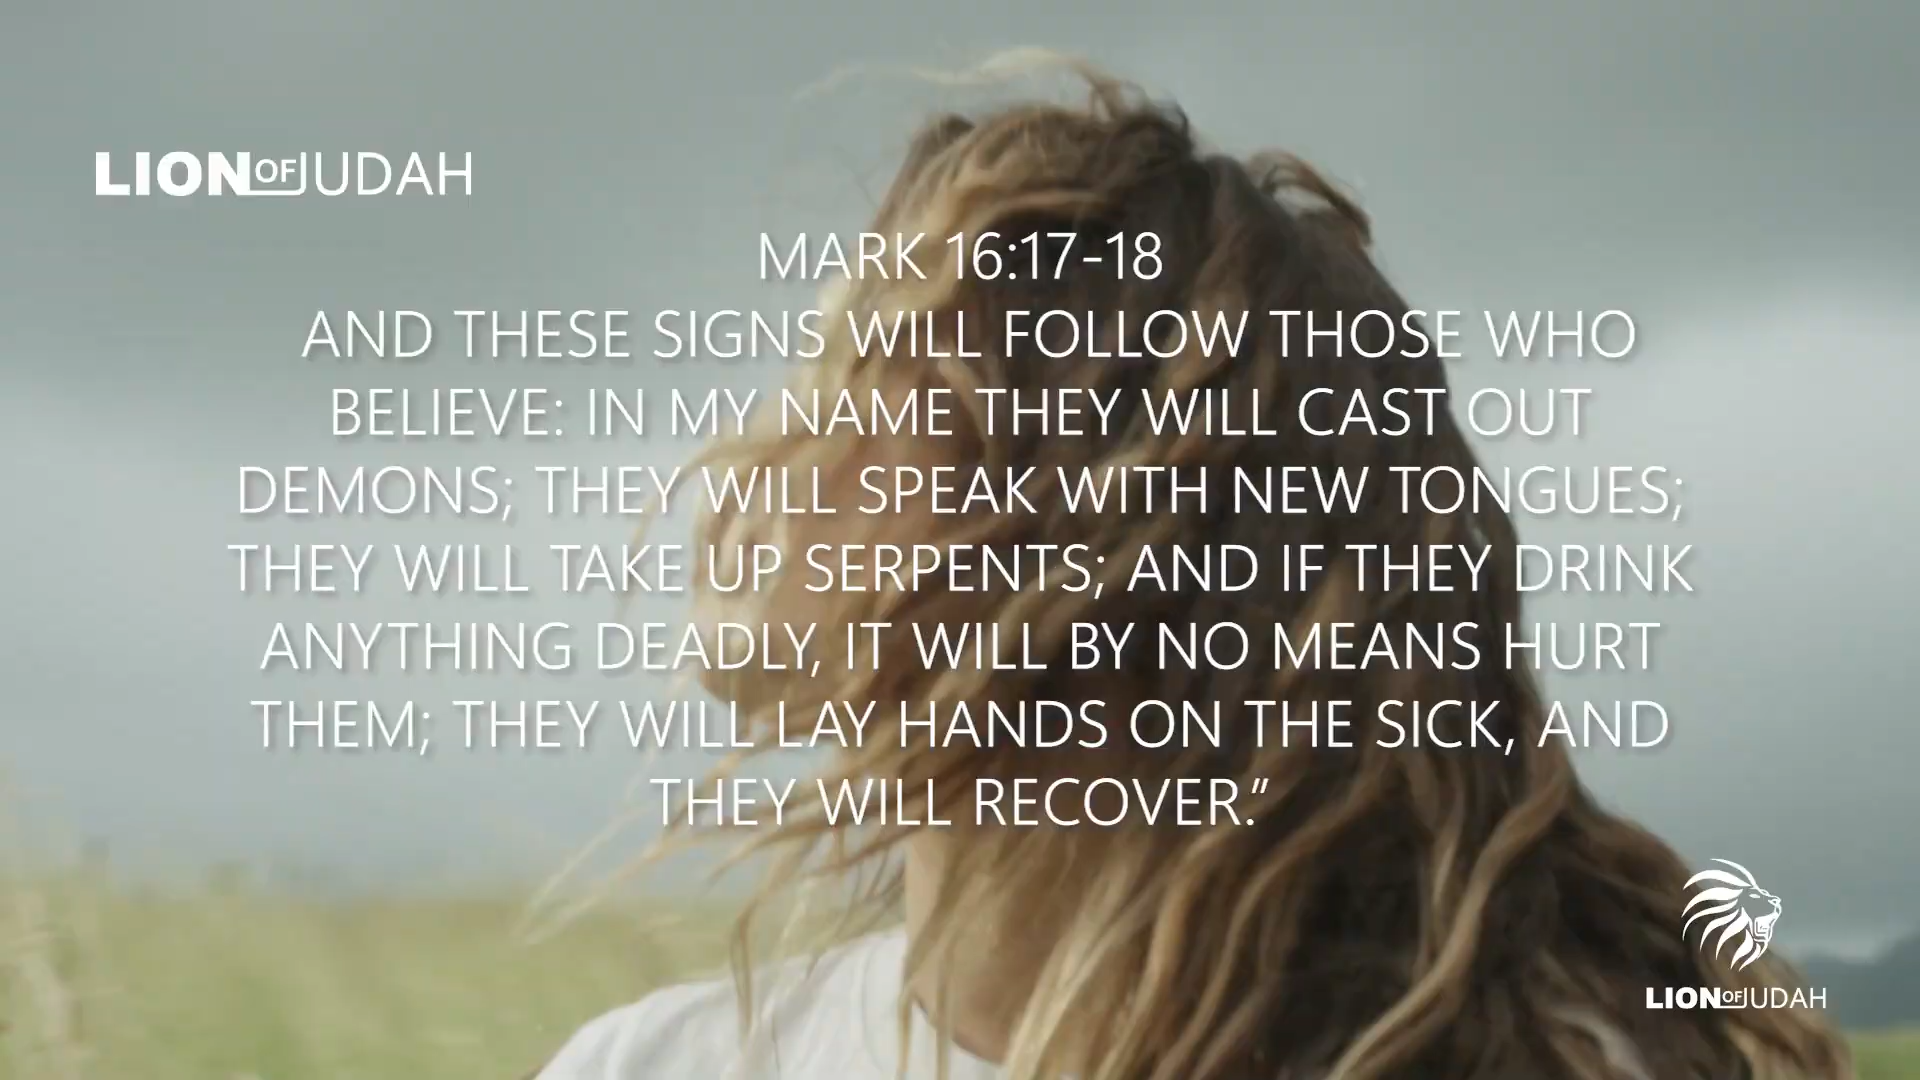 LION OF JUDAH
MARK 16:17-18
AND THESE SIGNS WILL FOLLOW THOSE WHO
BELIEVE: IN MY NAME THEY WILL CAST OUT
DEMONS; THEY WILL SPEAK WITH NEW TONGUES;
THEY WILL TAKE UP SERPENTS; AND IF THEY DRINK
ANYTHING DEADLY, IT WILL BY NO MEANS HURT
THEM; THEY WILL LAY HANDS ON THE SICK, AND
THEY WILL RECOVER.”
LION OF JUDAH